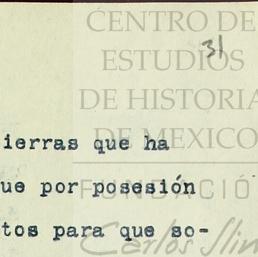 CENTRO DE
ESTUDIOS
31
DE HISTORIA
DE MEXICO
ierras que ha
ue por posesión
FUNDACIÓ
tos para que so-
Carlos Slim